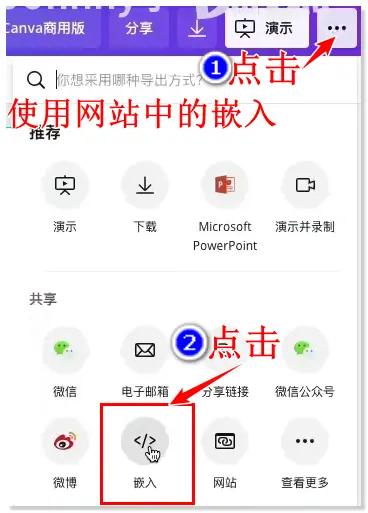 Canva商用版 分享 演示
1 点击
你想采用哪种导出方式?
使用网站中的嵌入
推荐
演示 下载 Microsoft PowerPoint 演示并录制
共享
2 点击
微信 电子邮箱 分享链接 微信公众号
微博 嵌入 网站 查看更多